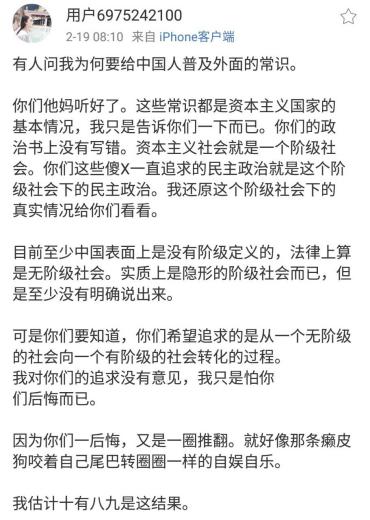 用户6975242100
2-19 08:10 来自 iPhone客户端
有人问我为何要给中国人普及外面的常识。
你们他妈听好了。这些常识都是资本主义国家的
基本情况，我只是告诉你们一下而已。你们的政
治书上没有写错。资本主义社会就是一个阶级社
会。你们这些傻X一直追求的民主政治就是这个阶
级社会下的民主政治。我还原这个阶级社会下的
真实情况给你们看看。
目前至少中国表面上是没有阶级定义的，法律上算
是无阶级社会。实质上是隐形的阶级社会而已，但
是至少没有明确说出来。
可是你们要知道，你们希望追求的是从一个无阶级
的社会向一个有阶级的社会转化的过程。
我对你们的追求没有意见，我只是怕你
们后悔而已。
因为你们一后悔，又是一圈推翻。就好像那条癞皮
狗咬着自己尾巴转圈圈一样的自娱自乐。
我估计十有八九是这结果。